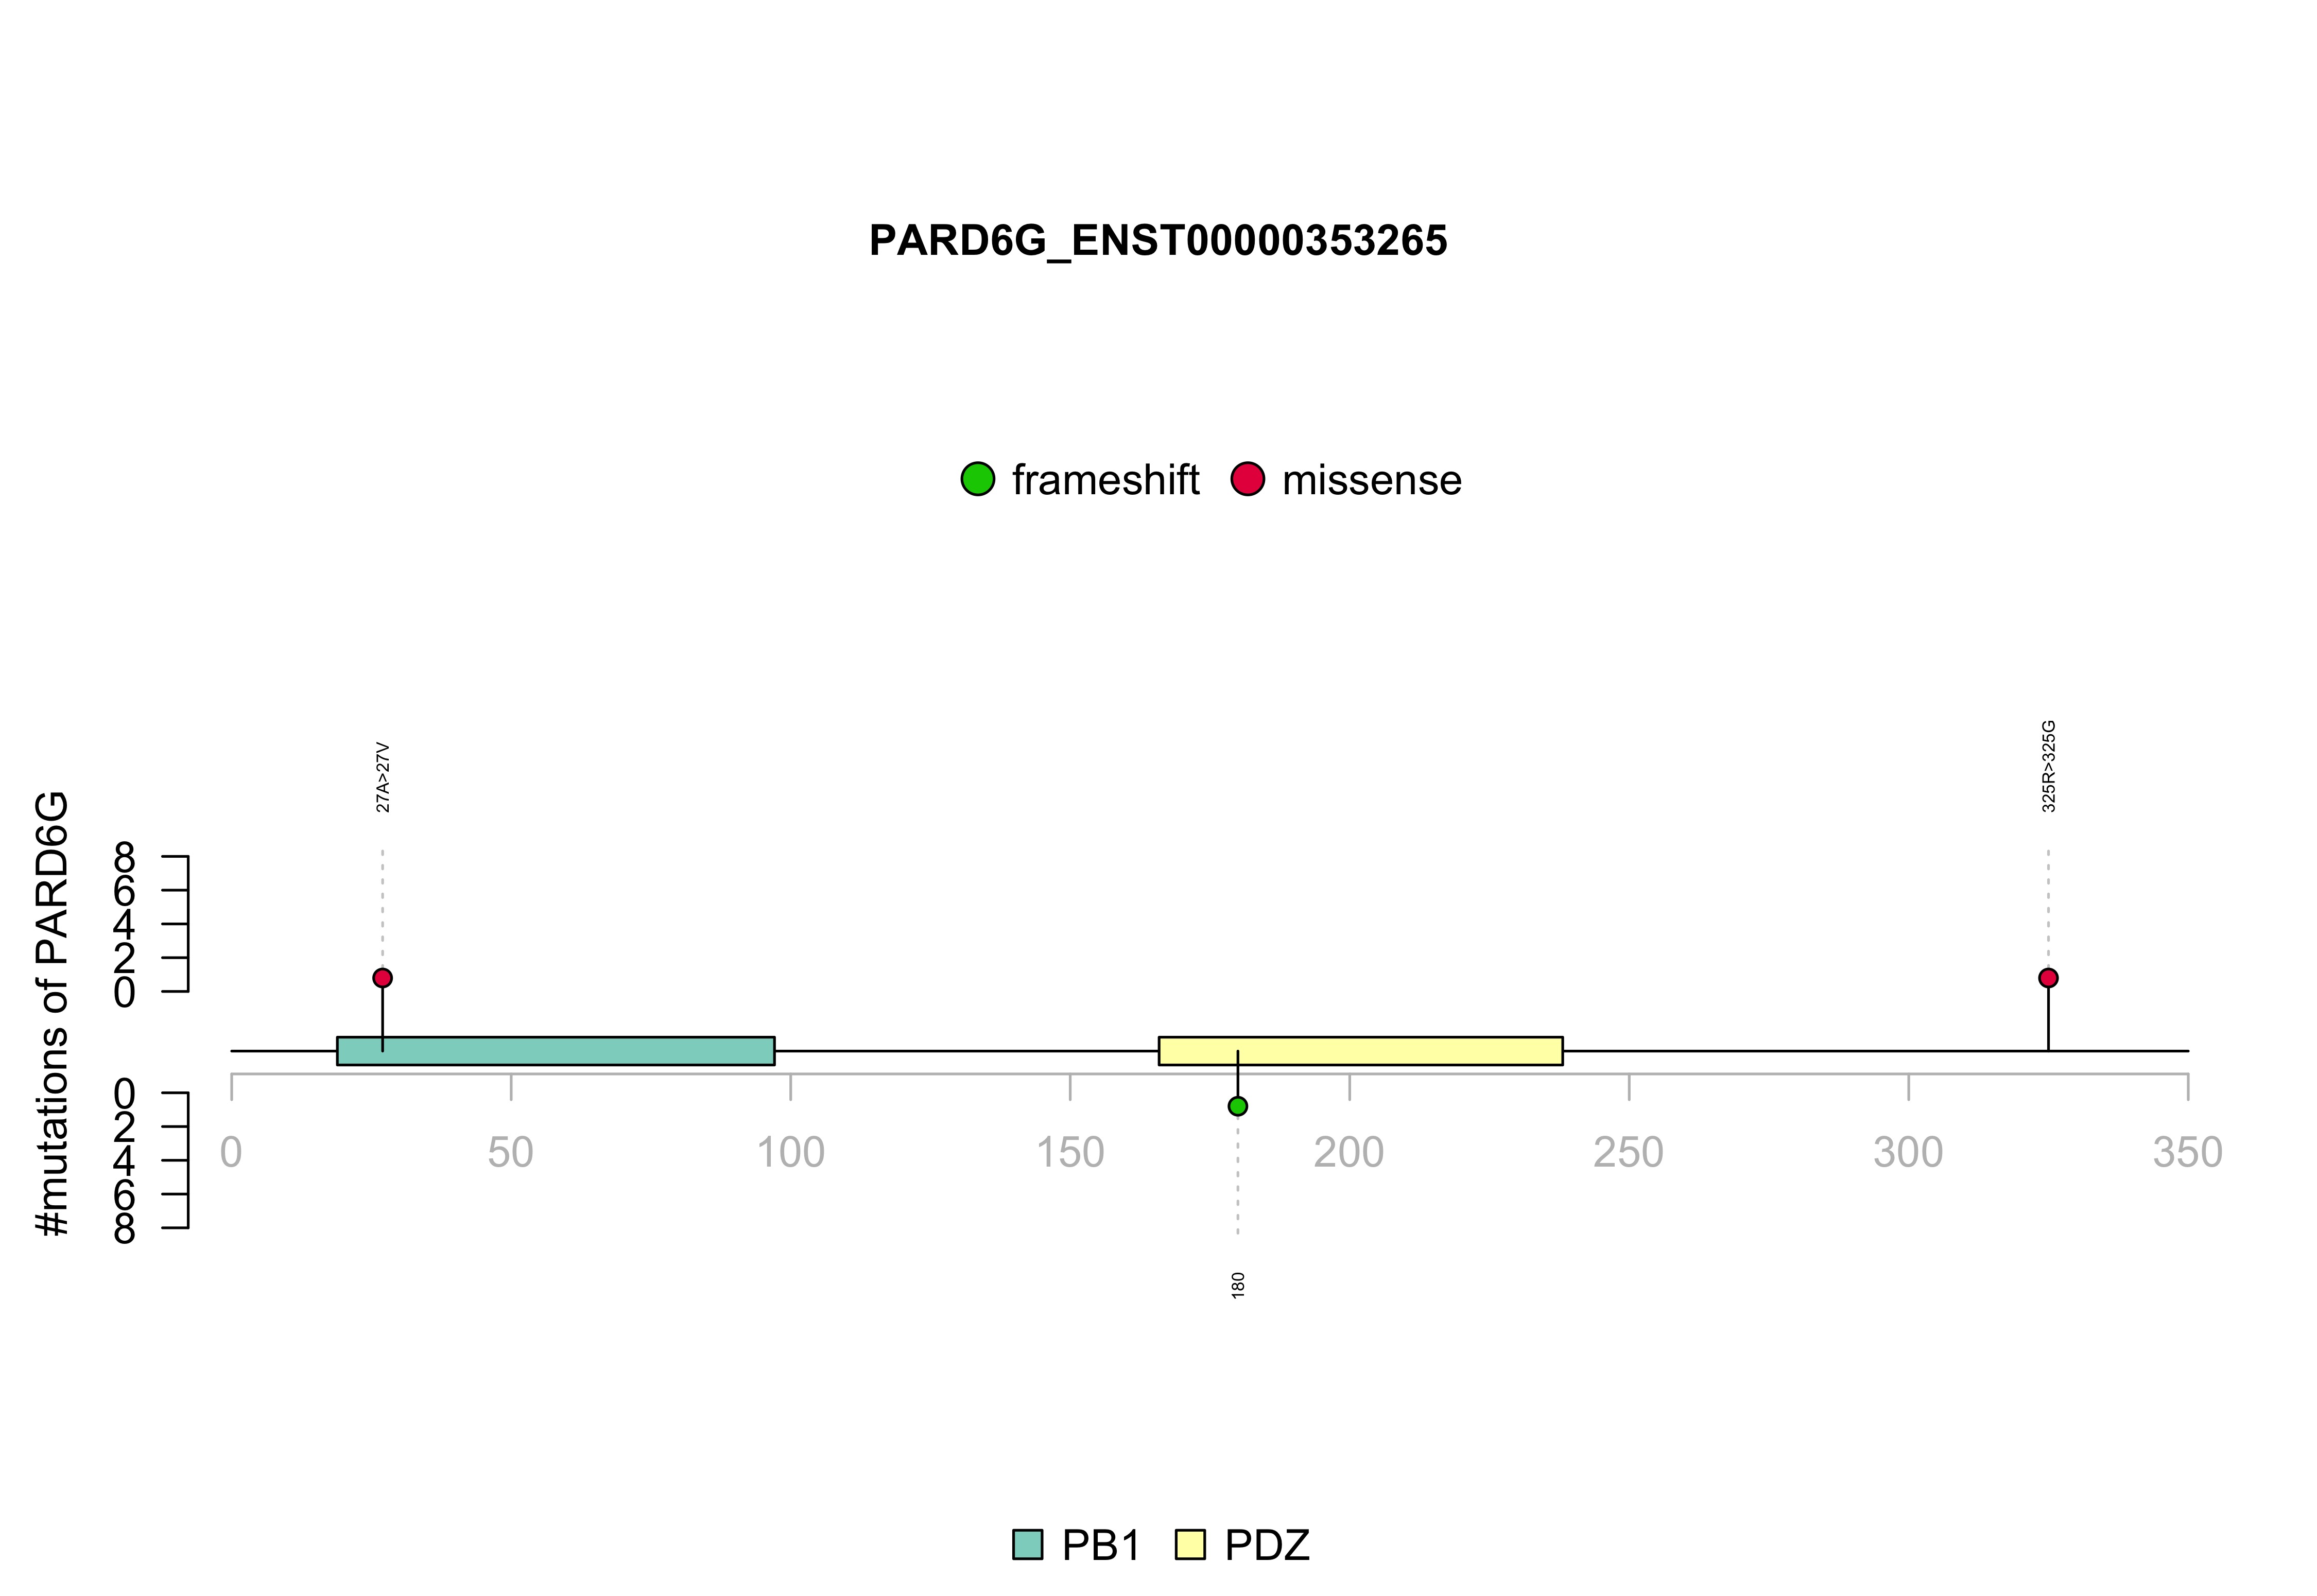 PARD6G_ENST00000353265
frameshift missense
27A>27V
325R>325G
#mutations of PARD6G
8
6
4
2
0
0
2
4
6
8
0 50 100 150 200 250 300 350
180
PB1 PDZ